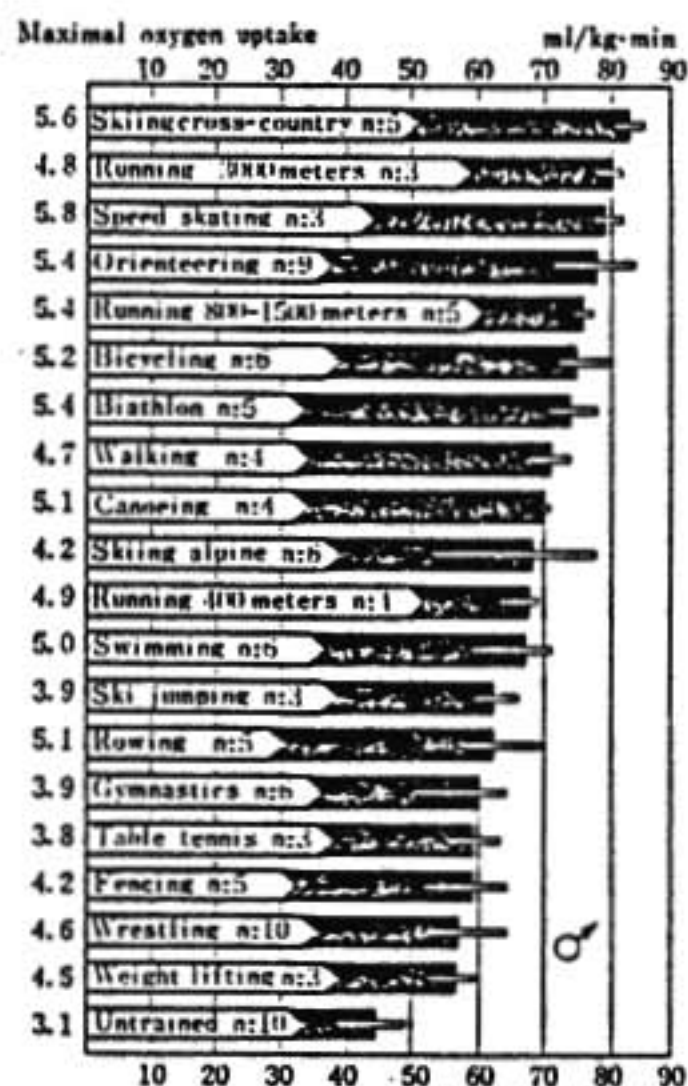 Maximal oxygen uptake ml/kg·min
10 20 30 40 50 60 70 80 90
5.6 Skiingcross-country n:5
4.8 Running 3000 meters n:3
5.8 Speed skating n:3
5.4 Orienteering n:9
5.4 Running 800-1500 meters n:5
5.2 Bicycling n:6
5.4 Biathlon n:5
4.7 Walking n:4
5.1 Canoeing n:4
4.2 Skiing alpine n:6
4.9 Running 400 meters n:4
5.0 Swimming n:6
3.9 Ski jumping n:3
5.1 Rowing n:5
3.9 Gymnastics n:6
3.8 Table tennis n:3
4.2 Fencing n:5
4.6 Wrestling n:10
♂
4.5 Weight lifting n:3
3.1 Untrained n:10
10 20 30 40 50 60 70 80 90